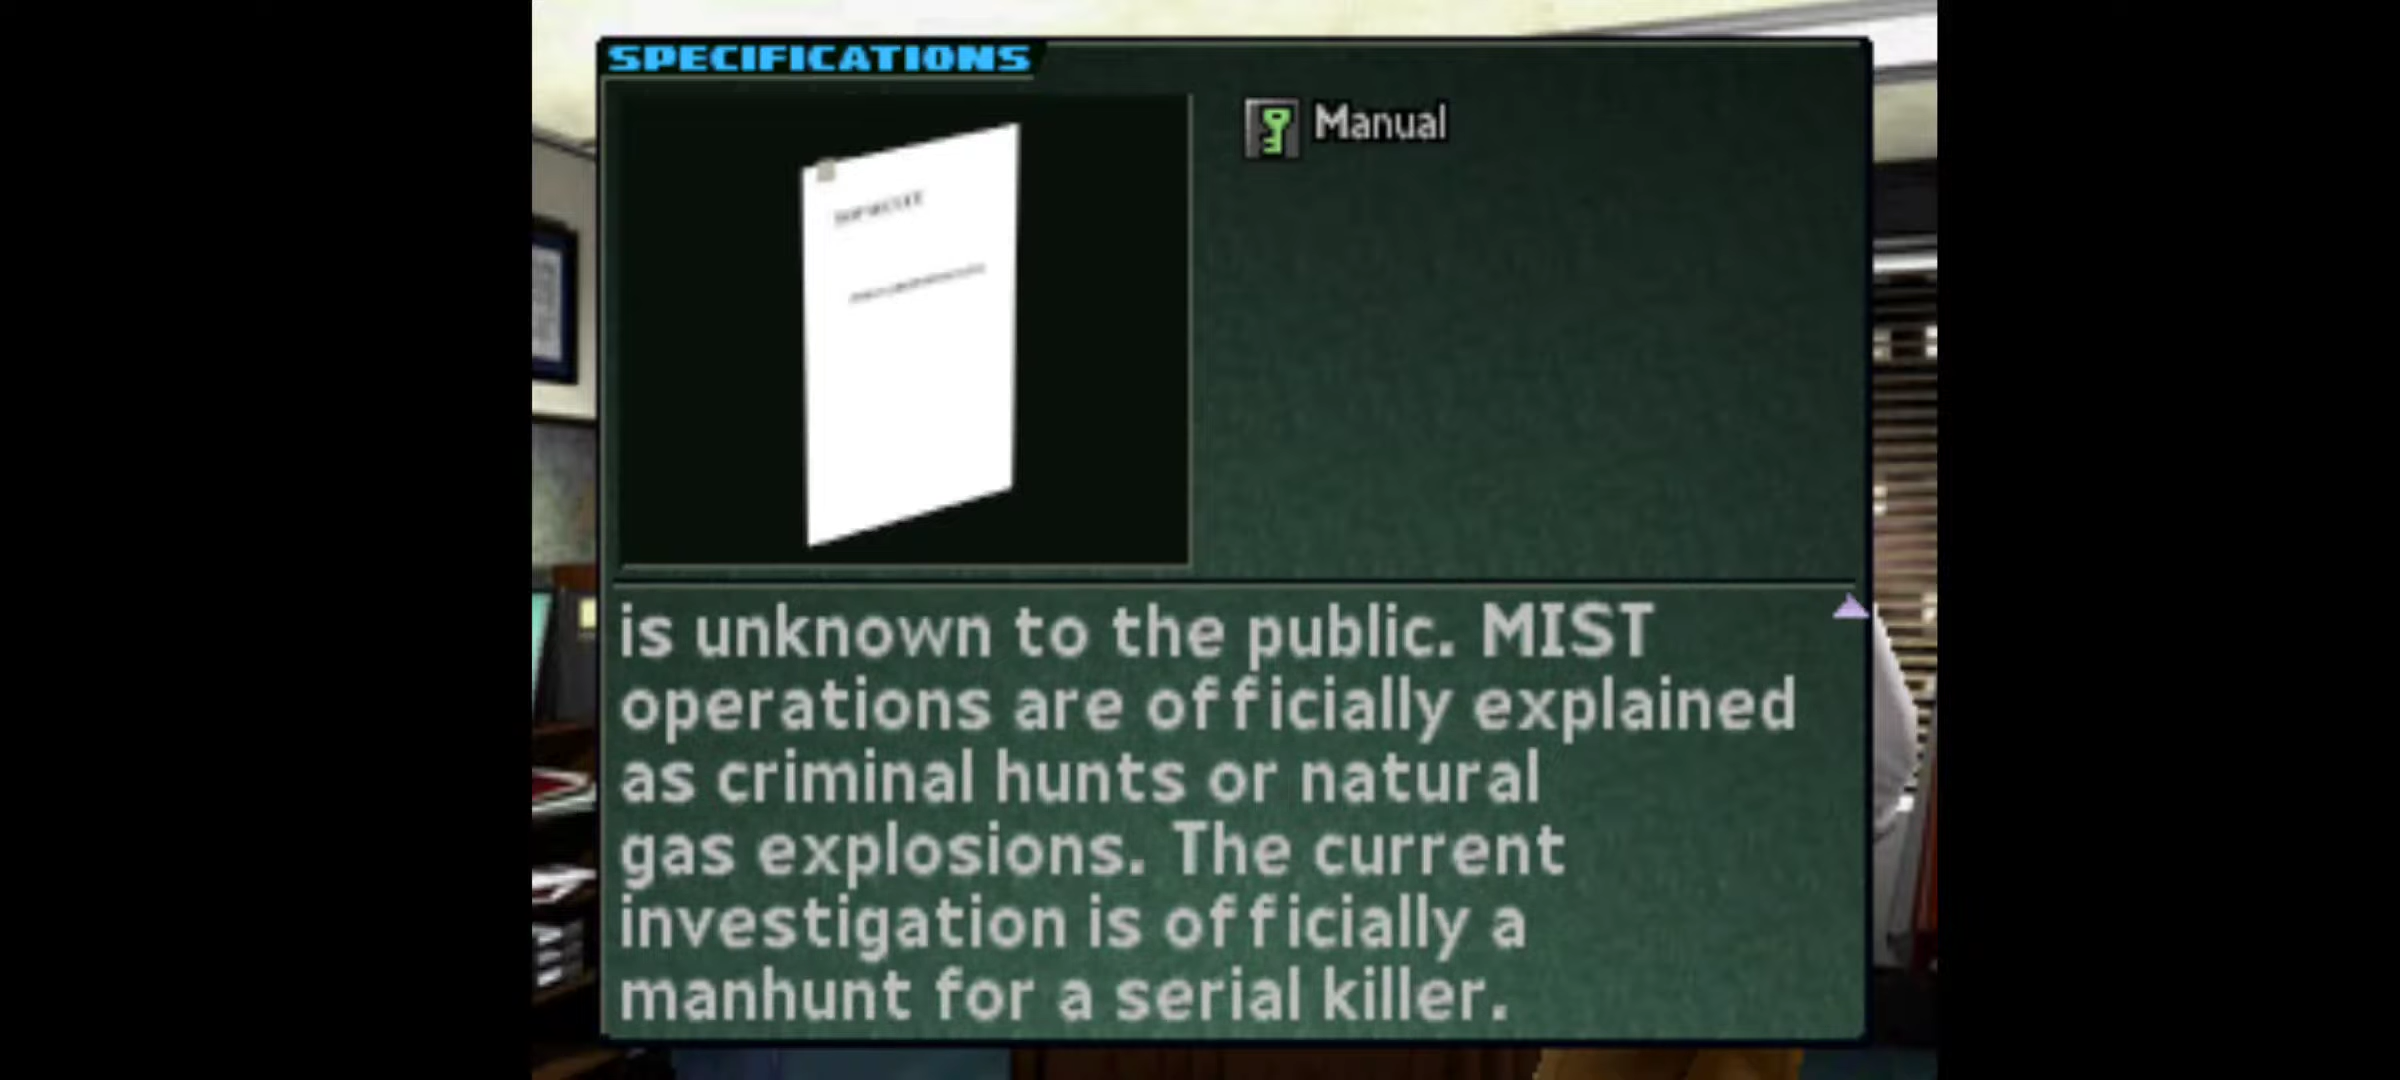 SPECIFICATIONS
Manual
is unknown to the public. MIST
operations are officially explained
as criminal hunts or natural
gas explosions. The current
investigation is officially a
manhunt for a serial killer.